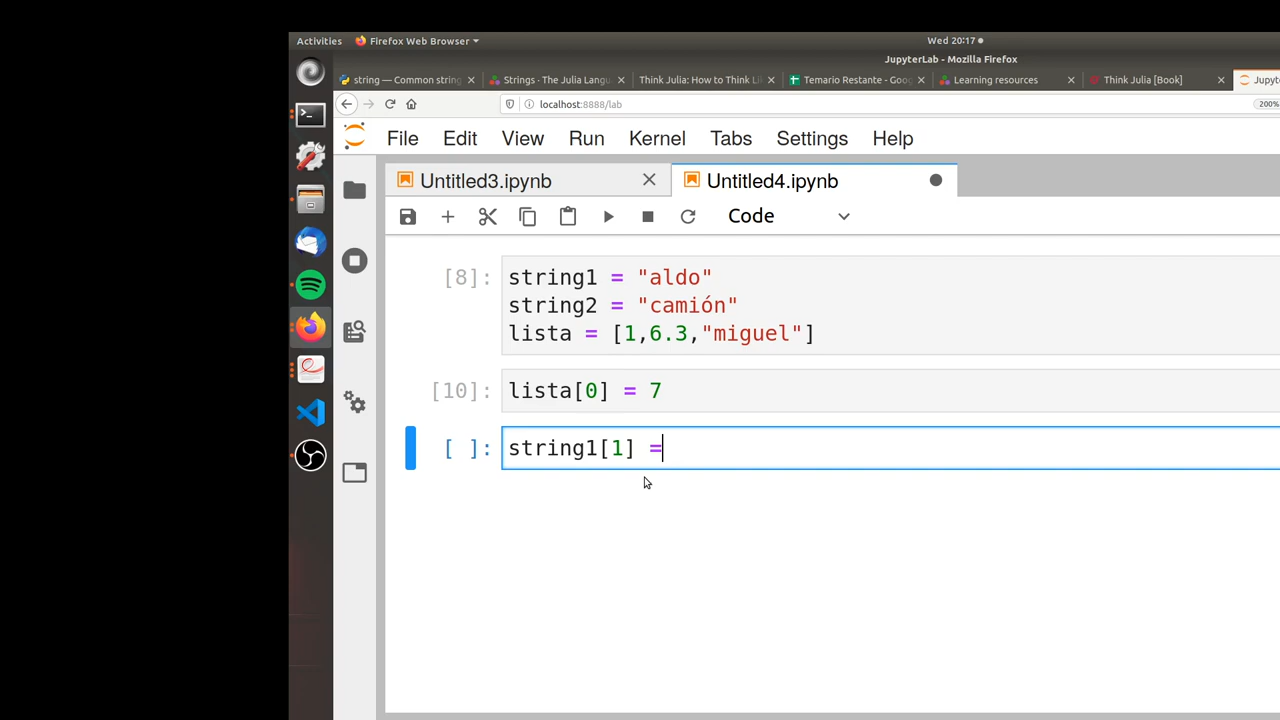 Activities Firefox Web Browser Wed 20:17
JupyterLab - Mozilla Firefox
string — Common string Strings · The Julia Langu Think Julia: How to Think Li Temario Restante - Goog Learning resources Think Julia [Book] Jupyte
localhost:8888/lab 200%
File Edit View Run Kernel Tabs Settings Help
Untitled3.ipynb Untitled4.ipynb
Code
[8]: string1 = "aldo"
string2 = "camión"
lista = [1,6.3,"miguel"]
[10]: lista[0] = 7
[ ]: string1[1] =